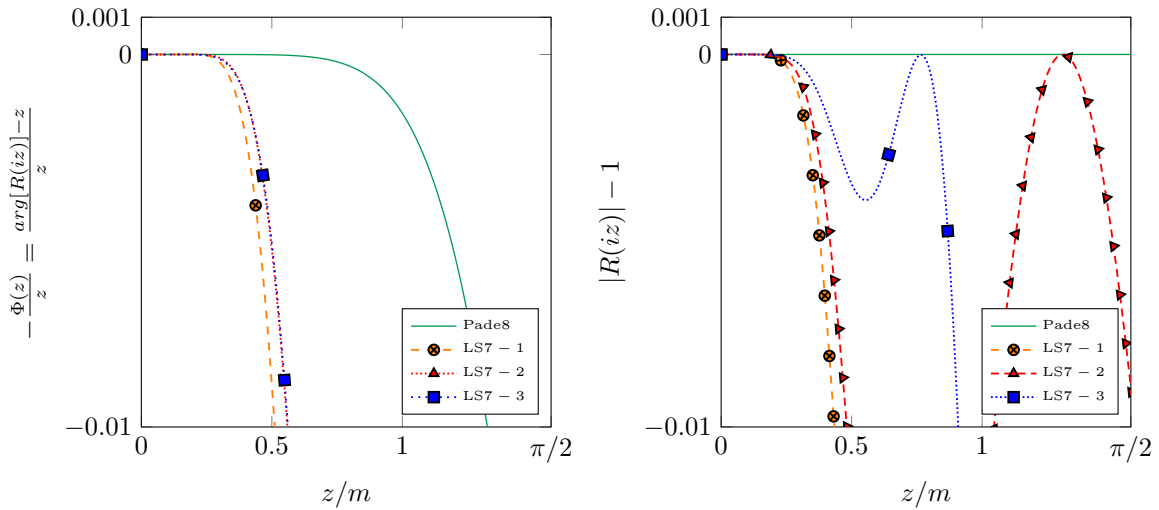 0.001
0
−0.01
0
0.5
1
π/2
z/m
−Φ(z)/z = arg[R(iz)]−z/z
Pade8
LS7 − 1
LS7 − 2
LS7 − 3
0.001
0
−0.01
0
0.5
1
π/2
z/m
|R(iz)| − 1
Pade8
LS7 − 1
LS7 − 2
LS7 − 3